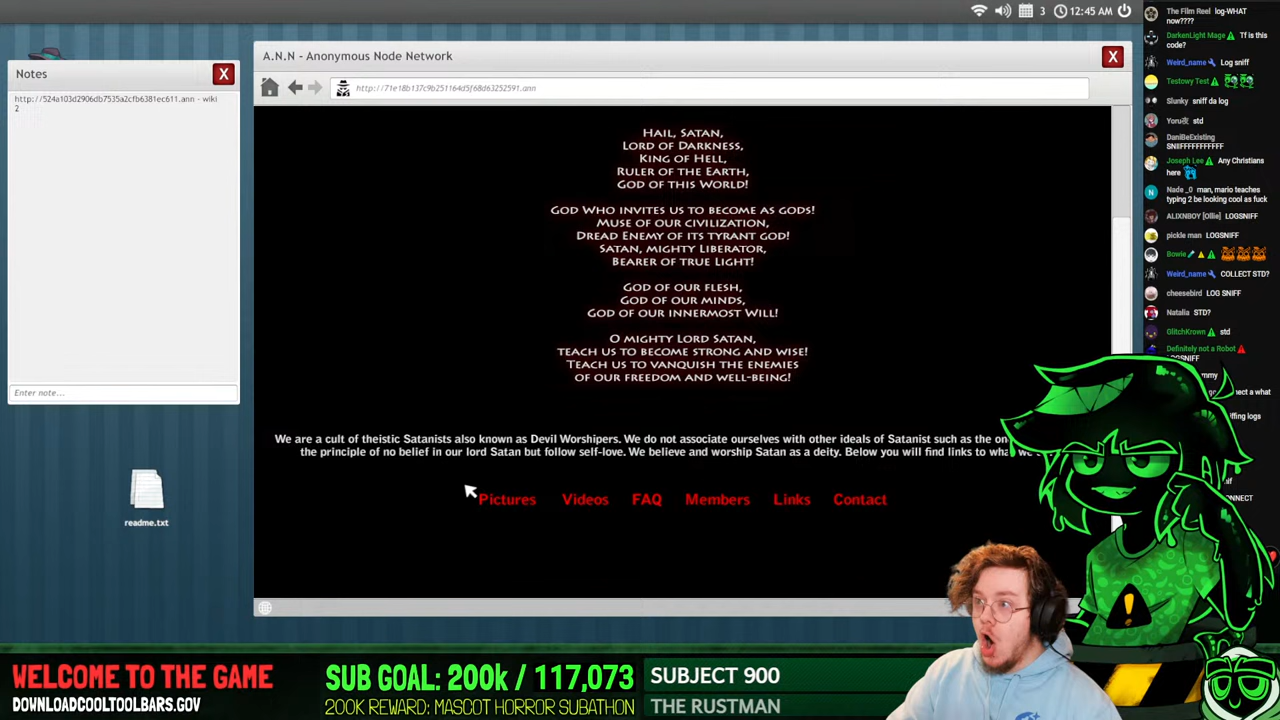 12:45 AM
3
Notes
X
http://524a103d2906db7535a2cfb6381ec611.ann - wiki
2
Enter note...
readme.txt
A.N.N - Anonymous Node Network
X
http://71e18b137c9b251164d5f68d63252591.ann
HAIL, SATAN,
LORD OF DARKNESS,
KING OF HELL,
RULER OF THE EARTH,
GOD OF THIS WORLD!
GOD WHO INVITES US TO BECOME AS GODS!
MUSE OF OUR CIVILIZATION,
DREAD ENEMY OF ITS TYRANT GOD!
SATAN, MIGHTY LIBERATOR,
BEARER OF TRUE LIGHT!
GOD OF OUR FLESH,
GOD OF OUR MINDS,
GOD OF OUR INNERMOST WILL!
O MIGHTY LORD SATAN,
TEACH US TO BECOME STRONG AND WISE!
TEACH US TO VANQUISH THE ENEMIES
OF OUR FREEDOM AND WELL-BEING!
We are a cult of theistic Satanists also known as Devil Worshipers. We do not associate ourselves with other ideals of Satanist such as the
the principle of no belief in our lord Satan but follow self-love. We believe and worship Satan as a deity. Below you will find links to
Pictures Videos FAQ Members Links Contact
The Film Reel log-WHAT
now????
DarkenLight Mage Tf is this
code?
Weird_name Log sniff
Testowy Test
Slunky sniff da log
std
DaniBeExisting
SNIIFFFFFFFFFF
Joseph Lee Any Christians
here
Nade_0 man, mario teaches
typing 2 be looking cool as fuck
ALIXNBOY [Ollie] LOGSNIFF
pickle man LOGSNIFF
Bowie
Weird_name COLLECT STD?
cheesebird LOG SNIFF
Natalia STD?
GlitchKrown std
Definitely not a Robot
LOGSNIFF
WELCOME TO THE GAME
DOWNLOADCOOLTOOLBARS.GOV
SUB GOAL: 200k / 117,073
200K REWARD: MASCOT HORROR SUBATHON
SUBJECT 900
THE RUSTMAN